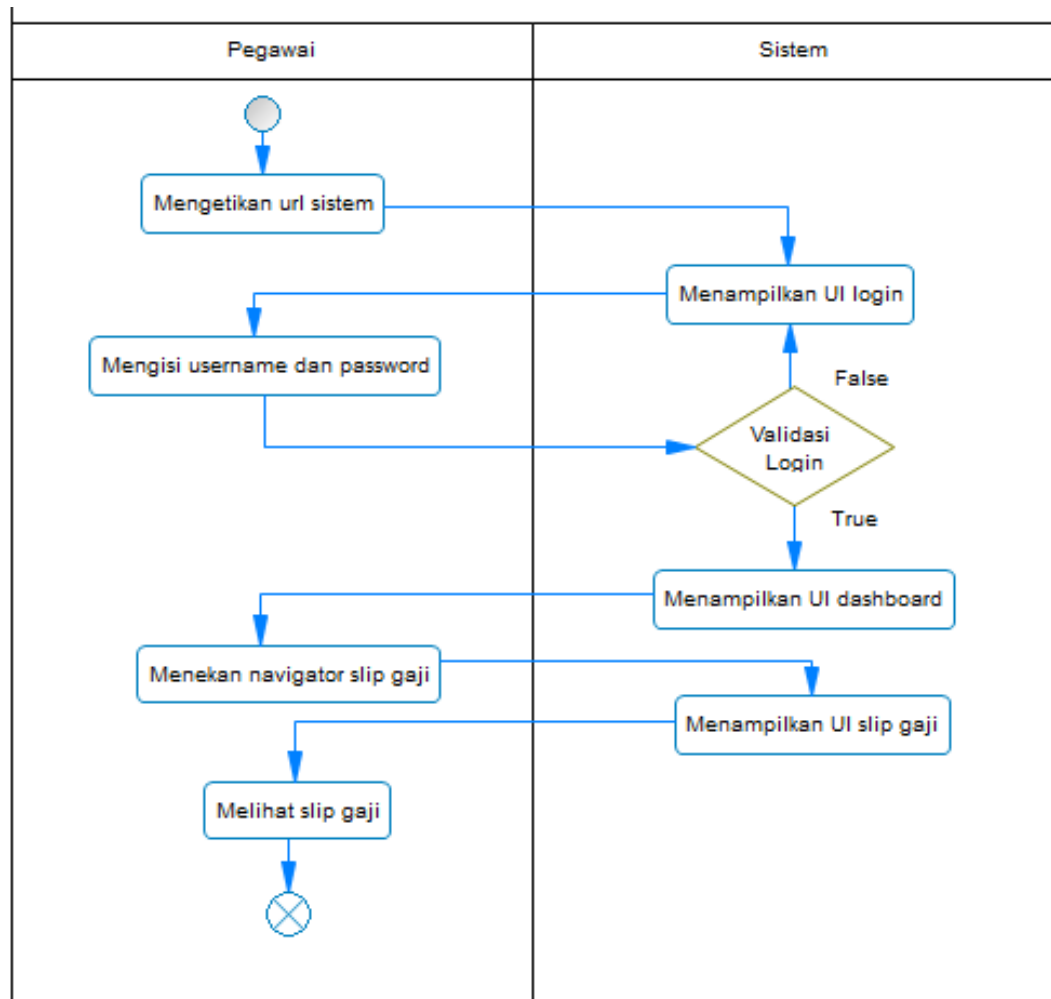 Pegawai
Sistem
Mengetikan url sistem
Menampilkan UI login
Mengisi username dan password
False
Validasi
Login
True
Menampilkan UI dashboard
Menekan navigator slip gaji
Menampilkan UI slip gaji
Melihat slip gaji